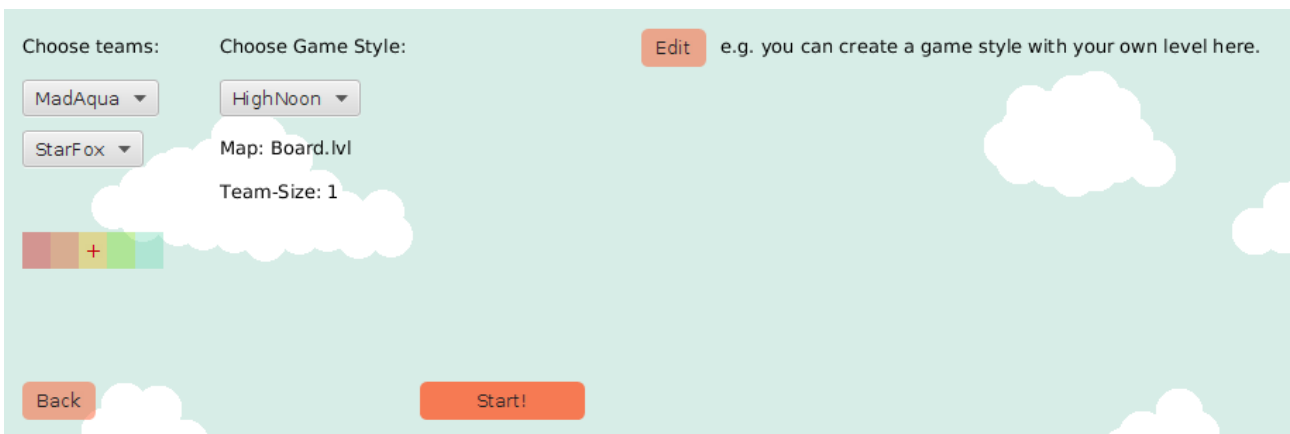 Choose teams:
Choose Game Style:
Edit
e.g. you can create a game style with your own level here.
MadAqua
HighNoon
StarFox
Map: Board.lvl
Team-Size: 1
+
Back
Start!